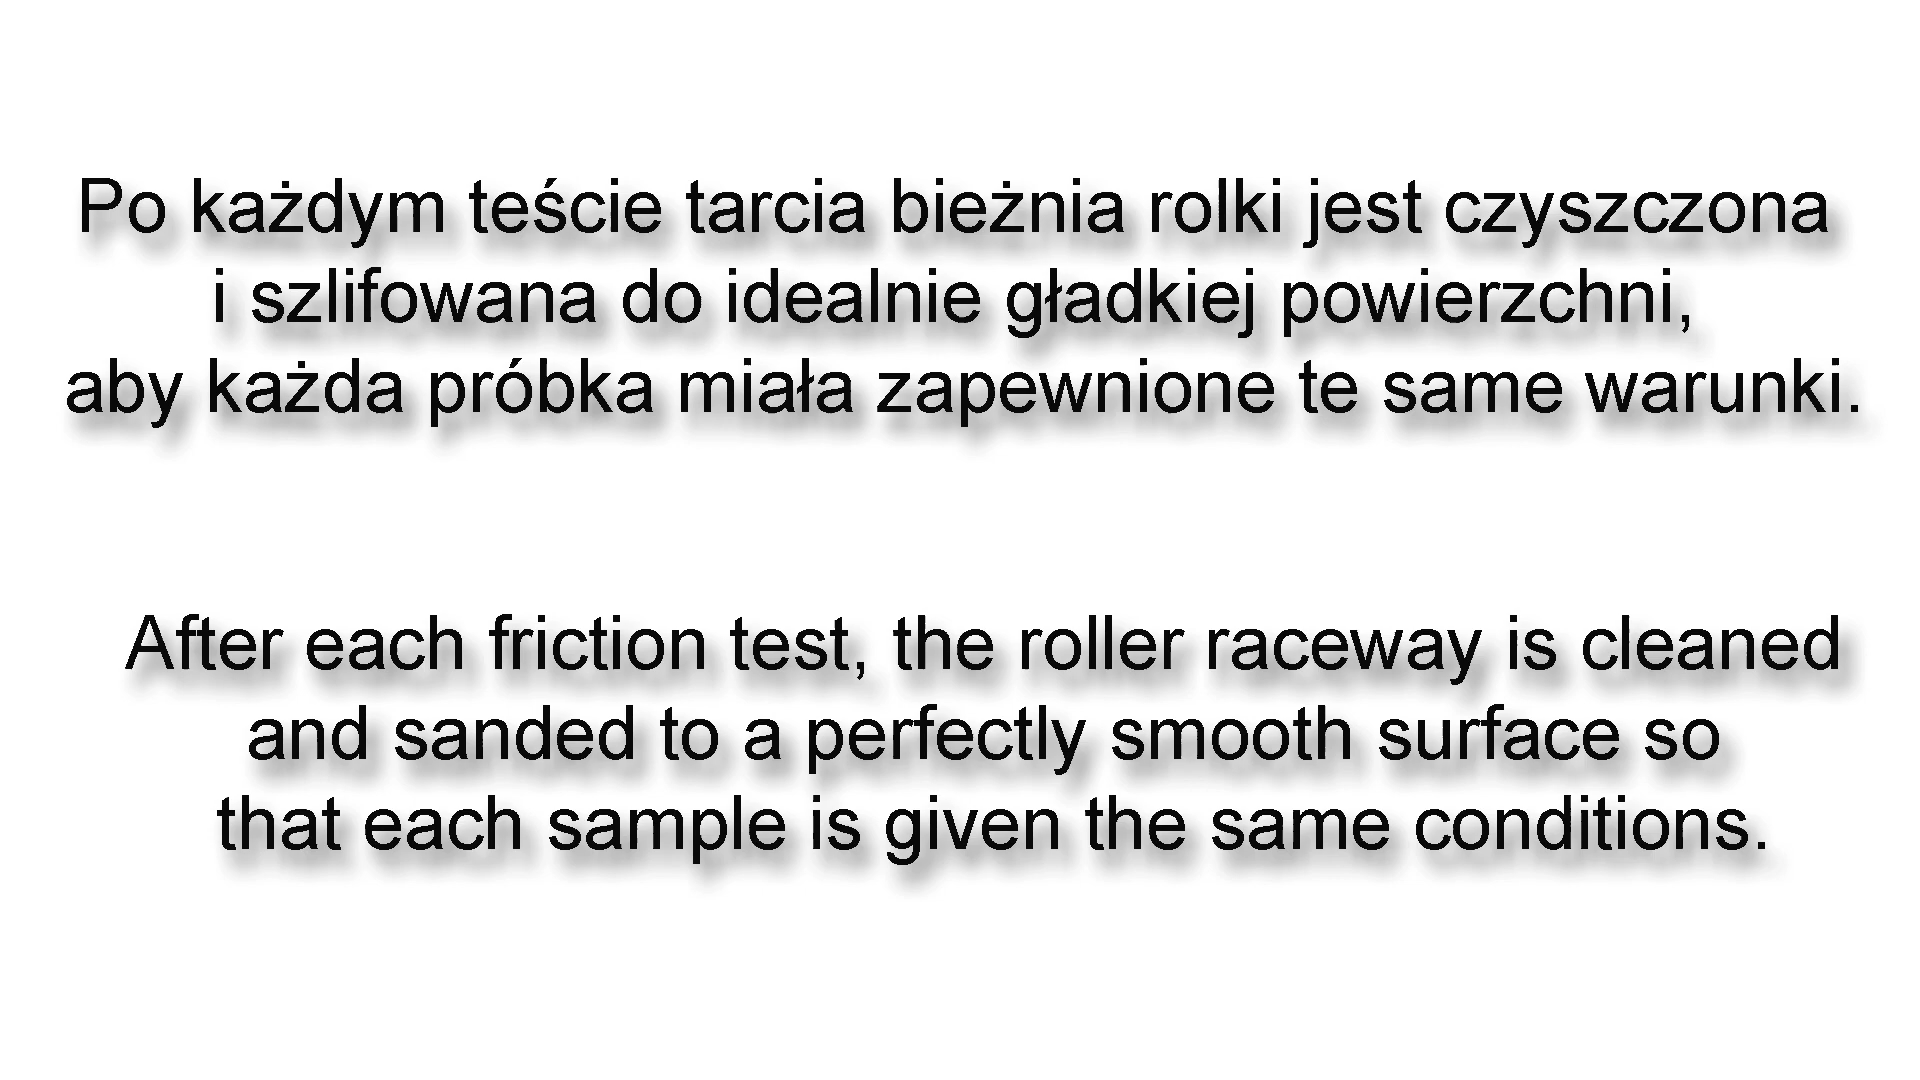 Po każdym teście tarcia bieżnia rolki jest czyszczona
i szlifowana do idealnie gładkiej powierzchni,
aby każda próbka miała zapewnione te same warunki.
After each friction test, the roller raceway is cleaned
and sanded to a perfectly smooth surface so
that each sample is given the same conditions.